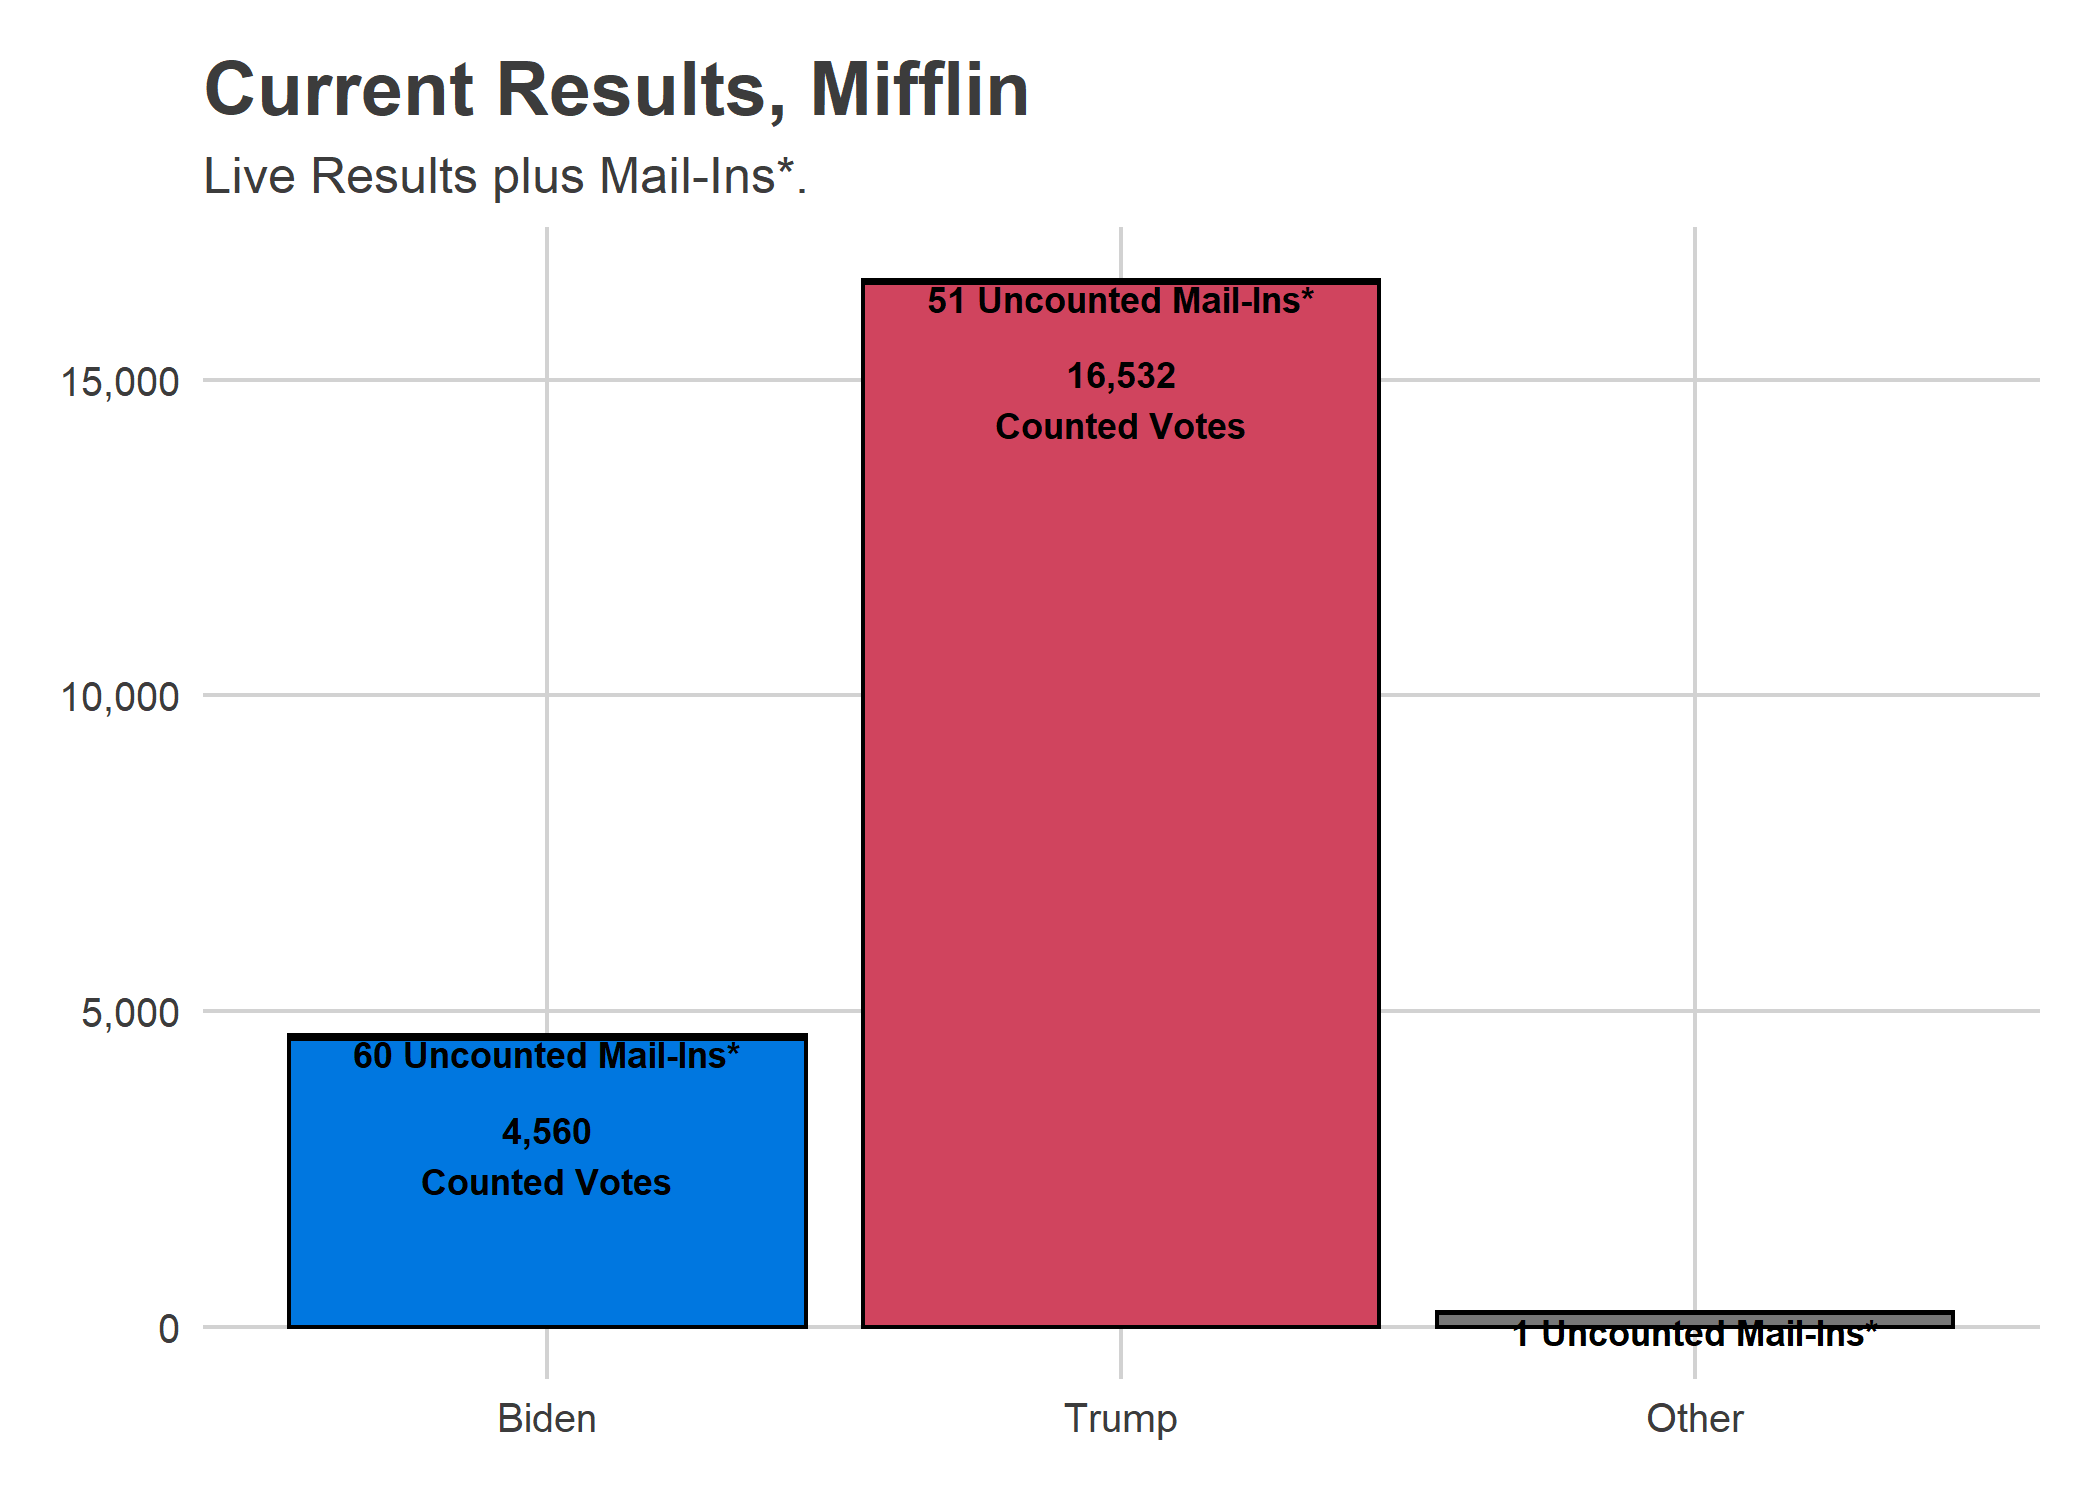 Current Results, Mifflin
Live Results plus Mail-Ins*.
51 Uncounted Mail-Ins*
15,000
16,532
Counted Votes
10,000
5,000
60 Uncounted Mail-Ins*
4,560
Counted Votes
0
1 Uncounted Mail-Ins*
Biden
Trump
Other